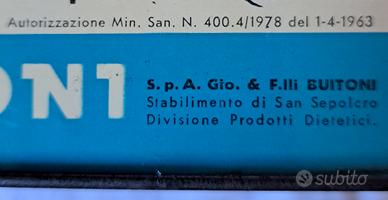 Autorizzazione Min. San. N. 400.4/1978 del 1-4-1963
ONI
S.p.A. Gio. & F.lli BUITONI
Stabilimento di San Sepolcro
Divisione Prodotti Dietetici.
subito